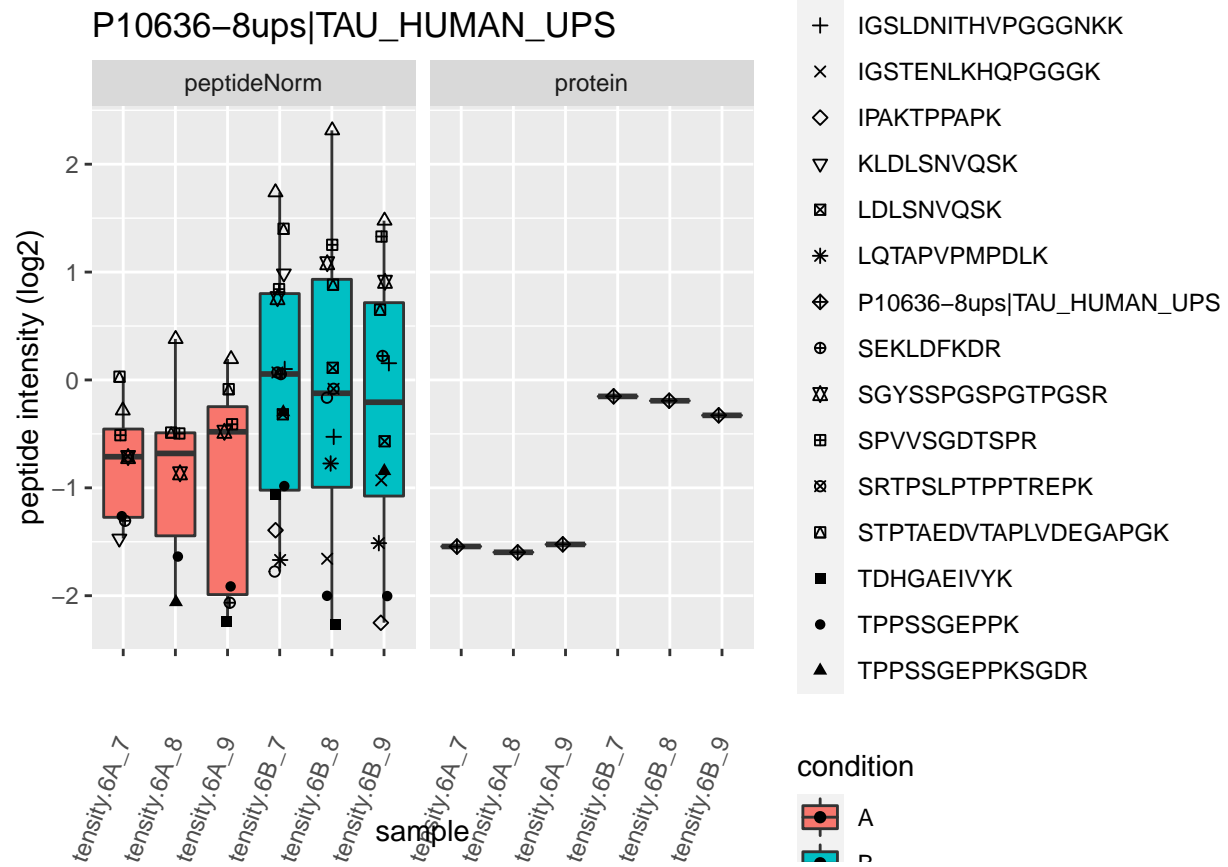 P10636−8ups|TAU_HUMAN_UPS
peptideNorm
protein
peptide intensity (log2)
2
1
0
−1
−2
tensity.6A_7
tensity.6A_8
tensity.6A_9
tensity.6B_7
tensity.6B_8
tensity.6B_9
tensity.6A_7
tensity.6A_8
tensity.6A_9
tensity.6B_7
tensity.6B_8
tensity.6B_9
sample
IGSLDNITHVPGGGNKK
IGSTENLKHQPGGGK
IPAKTPPAPK
KLDLSNVQSK
LDLSNVQSK
LQTAPVPMPDLK
P10636−8ups|TAU_HUMAN_UPS
SEKLDFKDR
SGYSSPGSPGTPGSR
SPVVSGDTSPR
SRTPSLPTPPTREPK
STPTAEDVTAPLVDEGAPGK
TDHGAEIVYK
TPPSSGEPPK
TPPSSGEPPKSGDR
condition
A
B